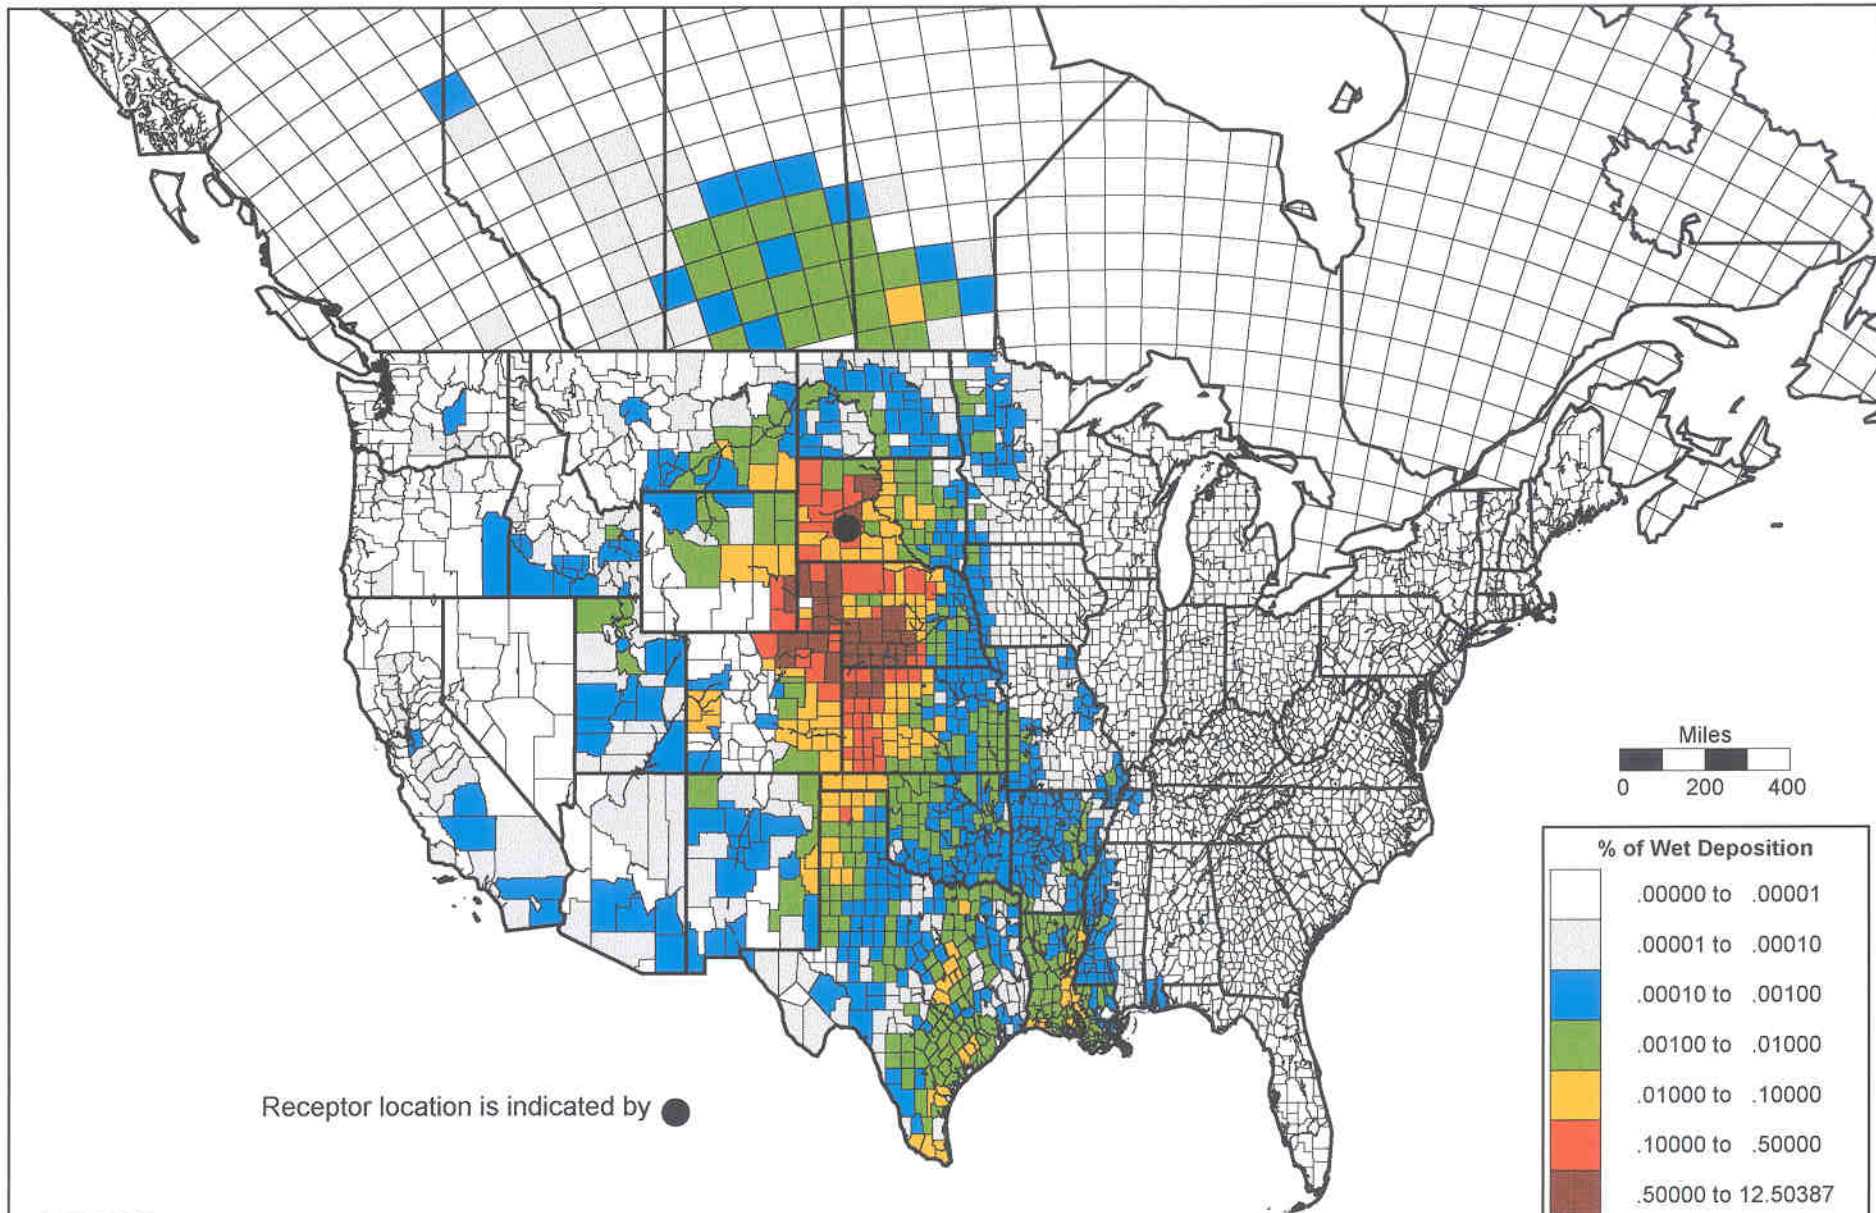 Miles
0 200 400
% of Wet Deposition
.00000 to .00001
.00001 to .00010
.00010 to .00100
.00100 to .01000
.01000 to .10000
.10000 to .50000
.50000 to 12.50387
Receptor location is indicated by